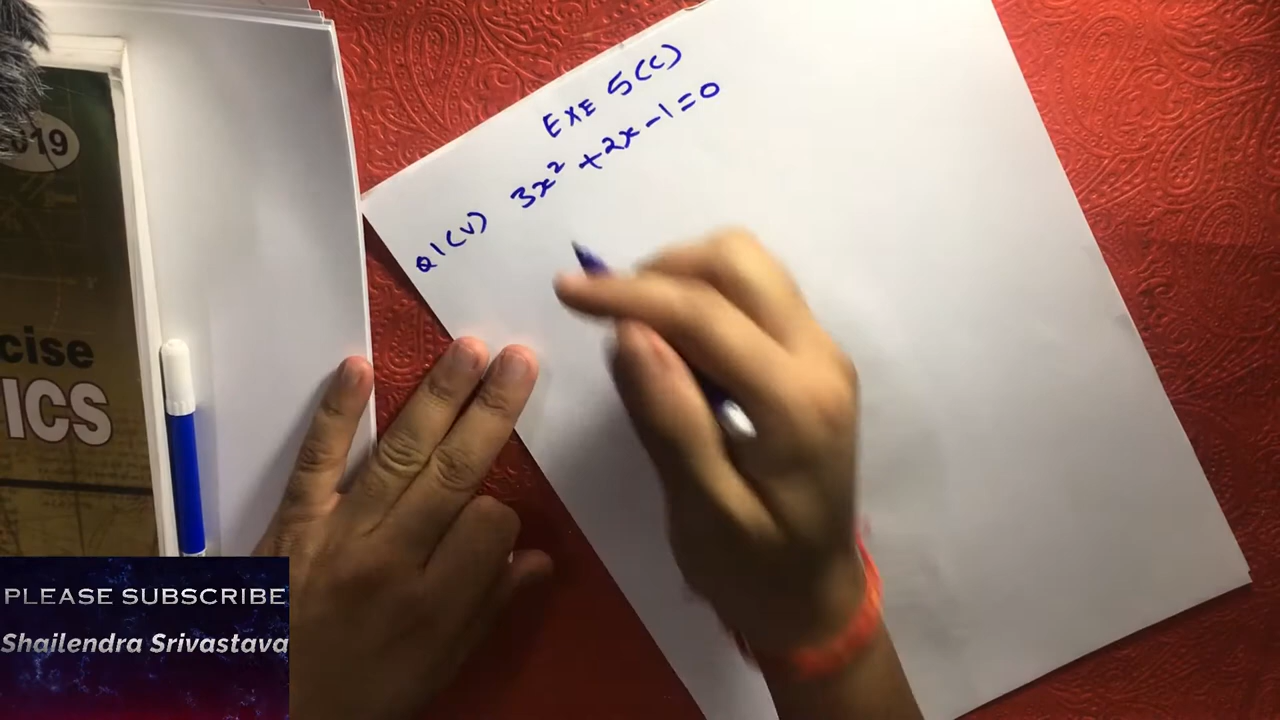 2019
cise
ICS
EXE 5(C)
Q1(V) 3x² +2x-1=0
PLEASE SUBSCRIBE
Shailendra Srivastava